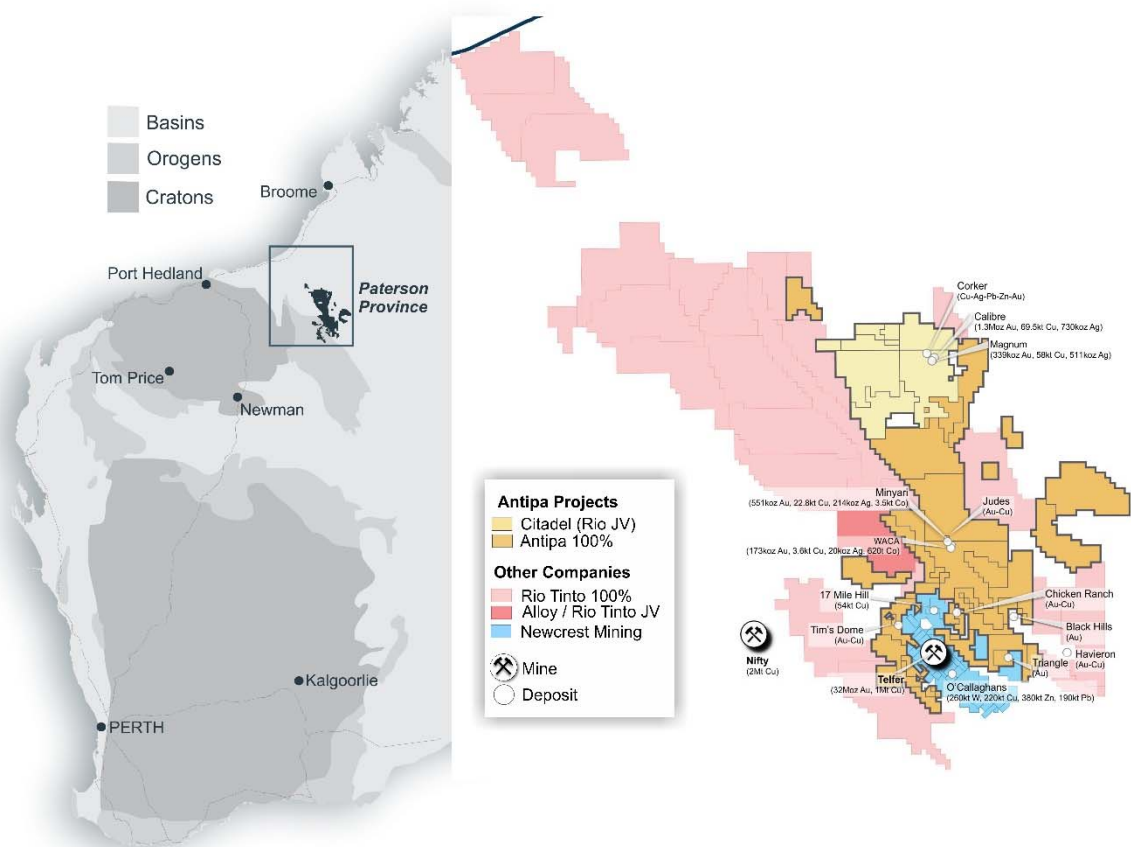 Basins
Orogens
Cratons
Broome
Port Hedland
Paterson
Province
Tom Price
Newman
Kalgoorlie
PERTH
Antipa Projects
Citadel (Rio JV)
Antipa 100%
Other Companies
Rio Tinto 100%
Alloy / Rio Tinto JV
Newcrest Mining
Mine
Deposit
Corker
(Cu-Ag-Pb-Zn-Au)
Calibre
(1.3Moz Au, 69.5kt Cu, 730koz Ag)
Magnum
(339koz Au, 58kt Cu, 511koz Ag)
Minyari
(551koz Au, 22.8kt Cu, 214koz Ag, 3.5kt Co)
Judes
(Au-Cu)
WACA
(173koz Au, 3.6kt Cu, 20koz Ag, 620t Co)
17 Mile Hill
(54kt Cu)
Chicken Ranch
(Au-Cu)
Tim's Dome
(Au-Cu)
Black Hills
(Au)
Nifty
(2Mt Cu)
Havieron
(Au-Cu)
Triangle
(Au)
Telfer
(32Moz Au, 1Mt Cu)
O'Callaghans
(260kt W, 220kt Cu, 380kt Zn, 190kt Pb)